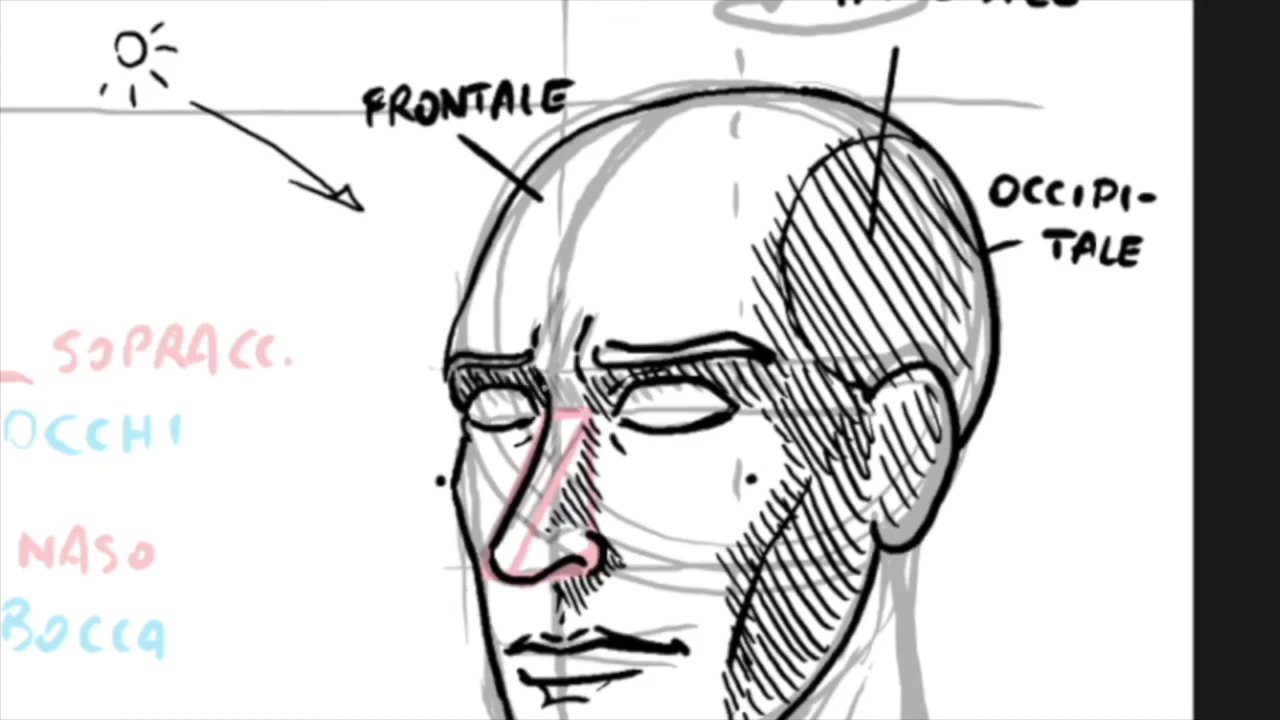 FRONTALE
OCCIPI-
TALE
SOPRACC.
OCCHI
NASO
BOCCA